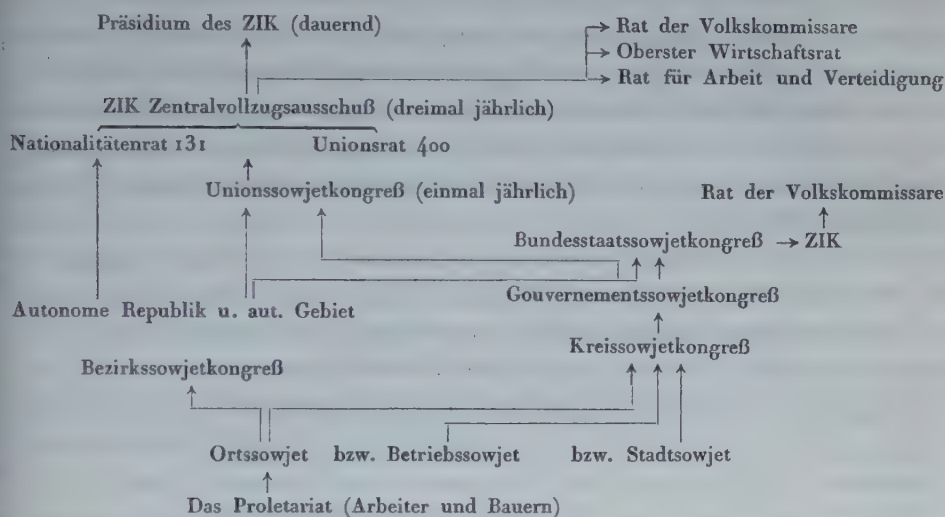 Präsidium des ZIK (dauernd)
Rat der Volkskommissare
Oberster Wirtschaftsrat
Rat für Arbeit und Verteidigung
ZIK Zentralvollzugsausschuß (dreimal jährlich)
Nationalitätenrat 131
Unionsrat 400
Unionssowjetkongreß (einmal jährlich)
Rat der Volkskommissare
Bundesstaatssowjetkongreß → ZIK
Autonome Republik u. aut. Gebiet
Gouvernementssowjetkongreß
Kreissowjetkongreß
Bezirkssowjetkongreß
Ortssowjet bzw. Betriebssowjet bzw. Stadtsowjet
Das Proletariat (Arbeiter und Bauern)